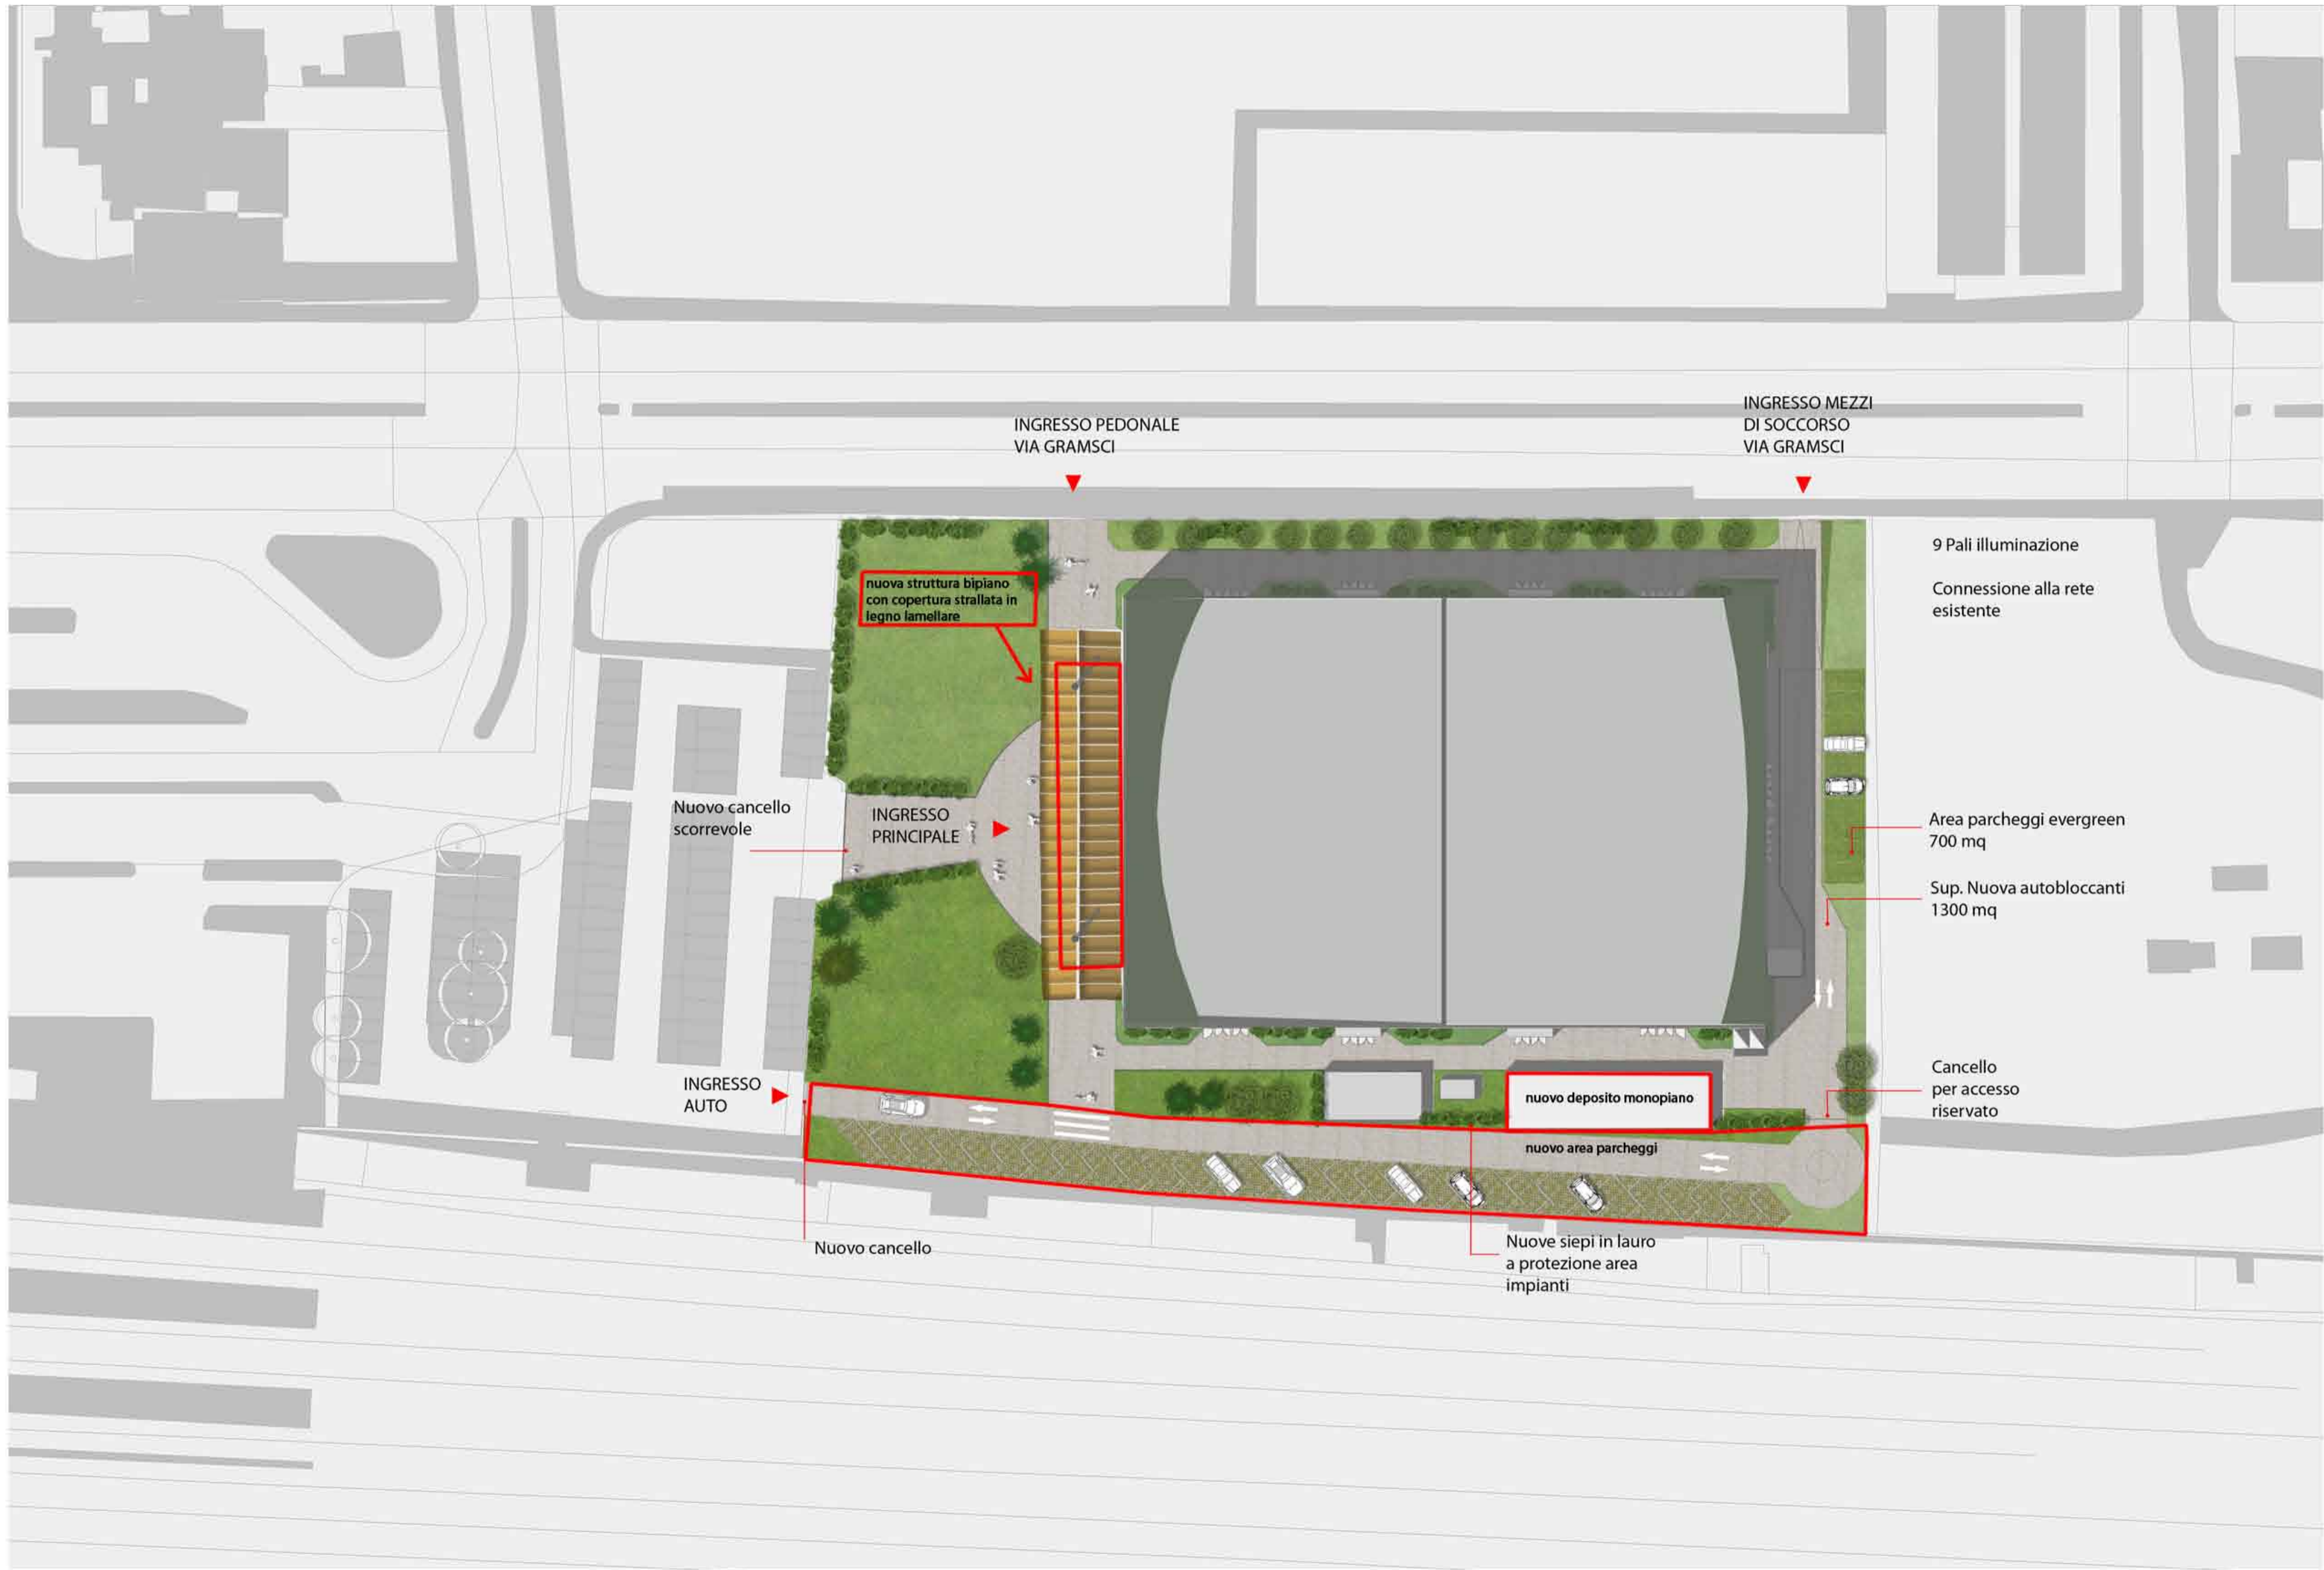 INGRESSO MEZZI
DI SOCCORSO
VIA GRAMSCI
INGRESSO PEDONALE
VIA GRAMSCI
9 Pali illuminazione
Connessione alla rete
esistente
nuova struttura bipiano
con copertura strallata in
legno lamellare
Nuovo cancello
scorrevole
INGRESSO
PRINCIPALE
Area parcheggi evergreen
700 mq
Sup. Nuova autobloccanti
1300 mq
INGRESSO
AUTO
Cancello
per accesso
riservato
nuovo deposito monopiano
nuovo area parcheggi
Nuovo cancello
Nuove siepi in lauro
a protezione area
impianti